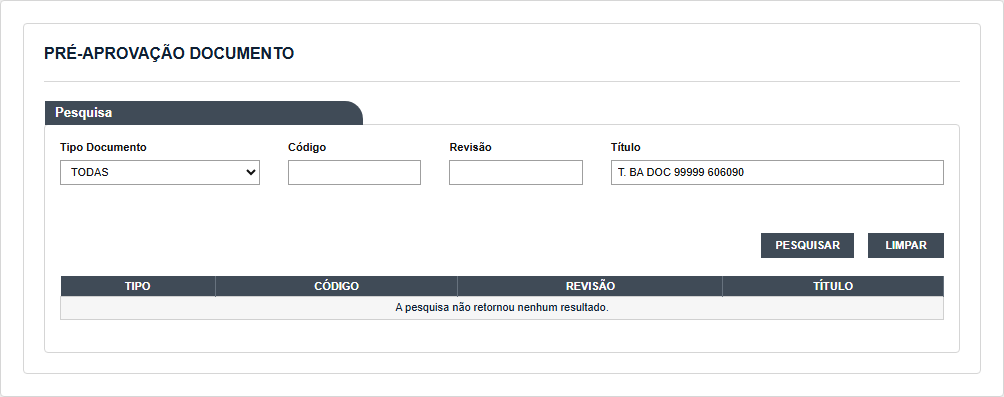 PRÉ-APROVAÇÃO DOCUMENTO
Pesquisa
Tipo Documento Código Revisão Título
TODAS T. BA DOC 99999 606090
PESQUISAR LIMPAR
TIPO CÓDIGO REVISÃO TÍTULO
A pesquisa não retornou nenhum resultado.